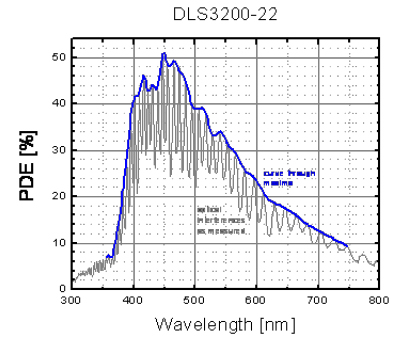 DLS3200-22
PDE [%]
50
40
30
20
10
0
curve through
maxima
optical
interferences
as measured
300 400 500 600 700 800
Wavelength [nm]